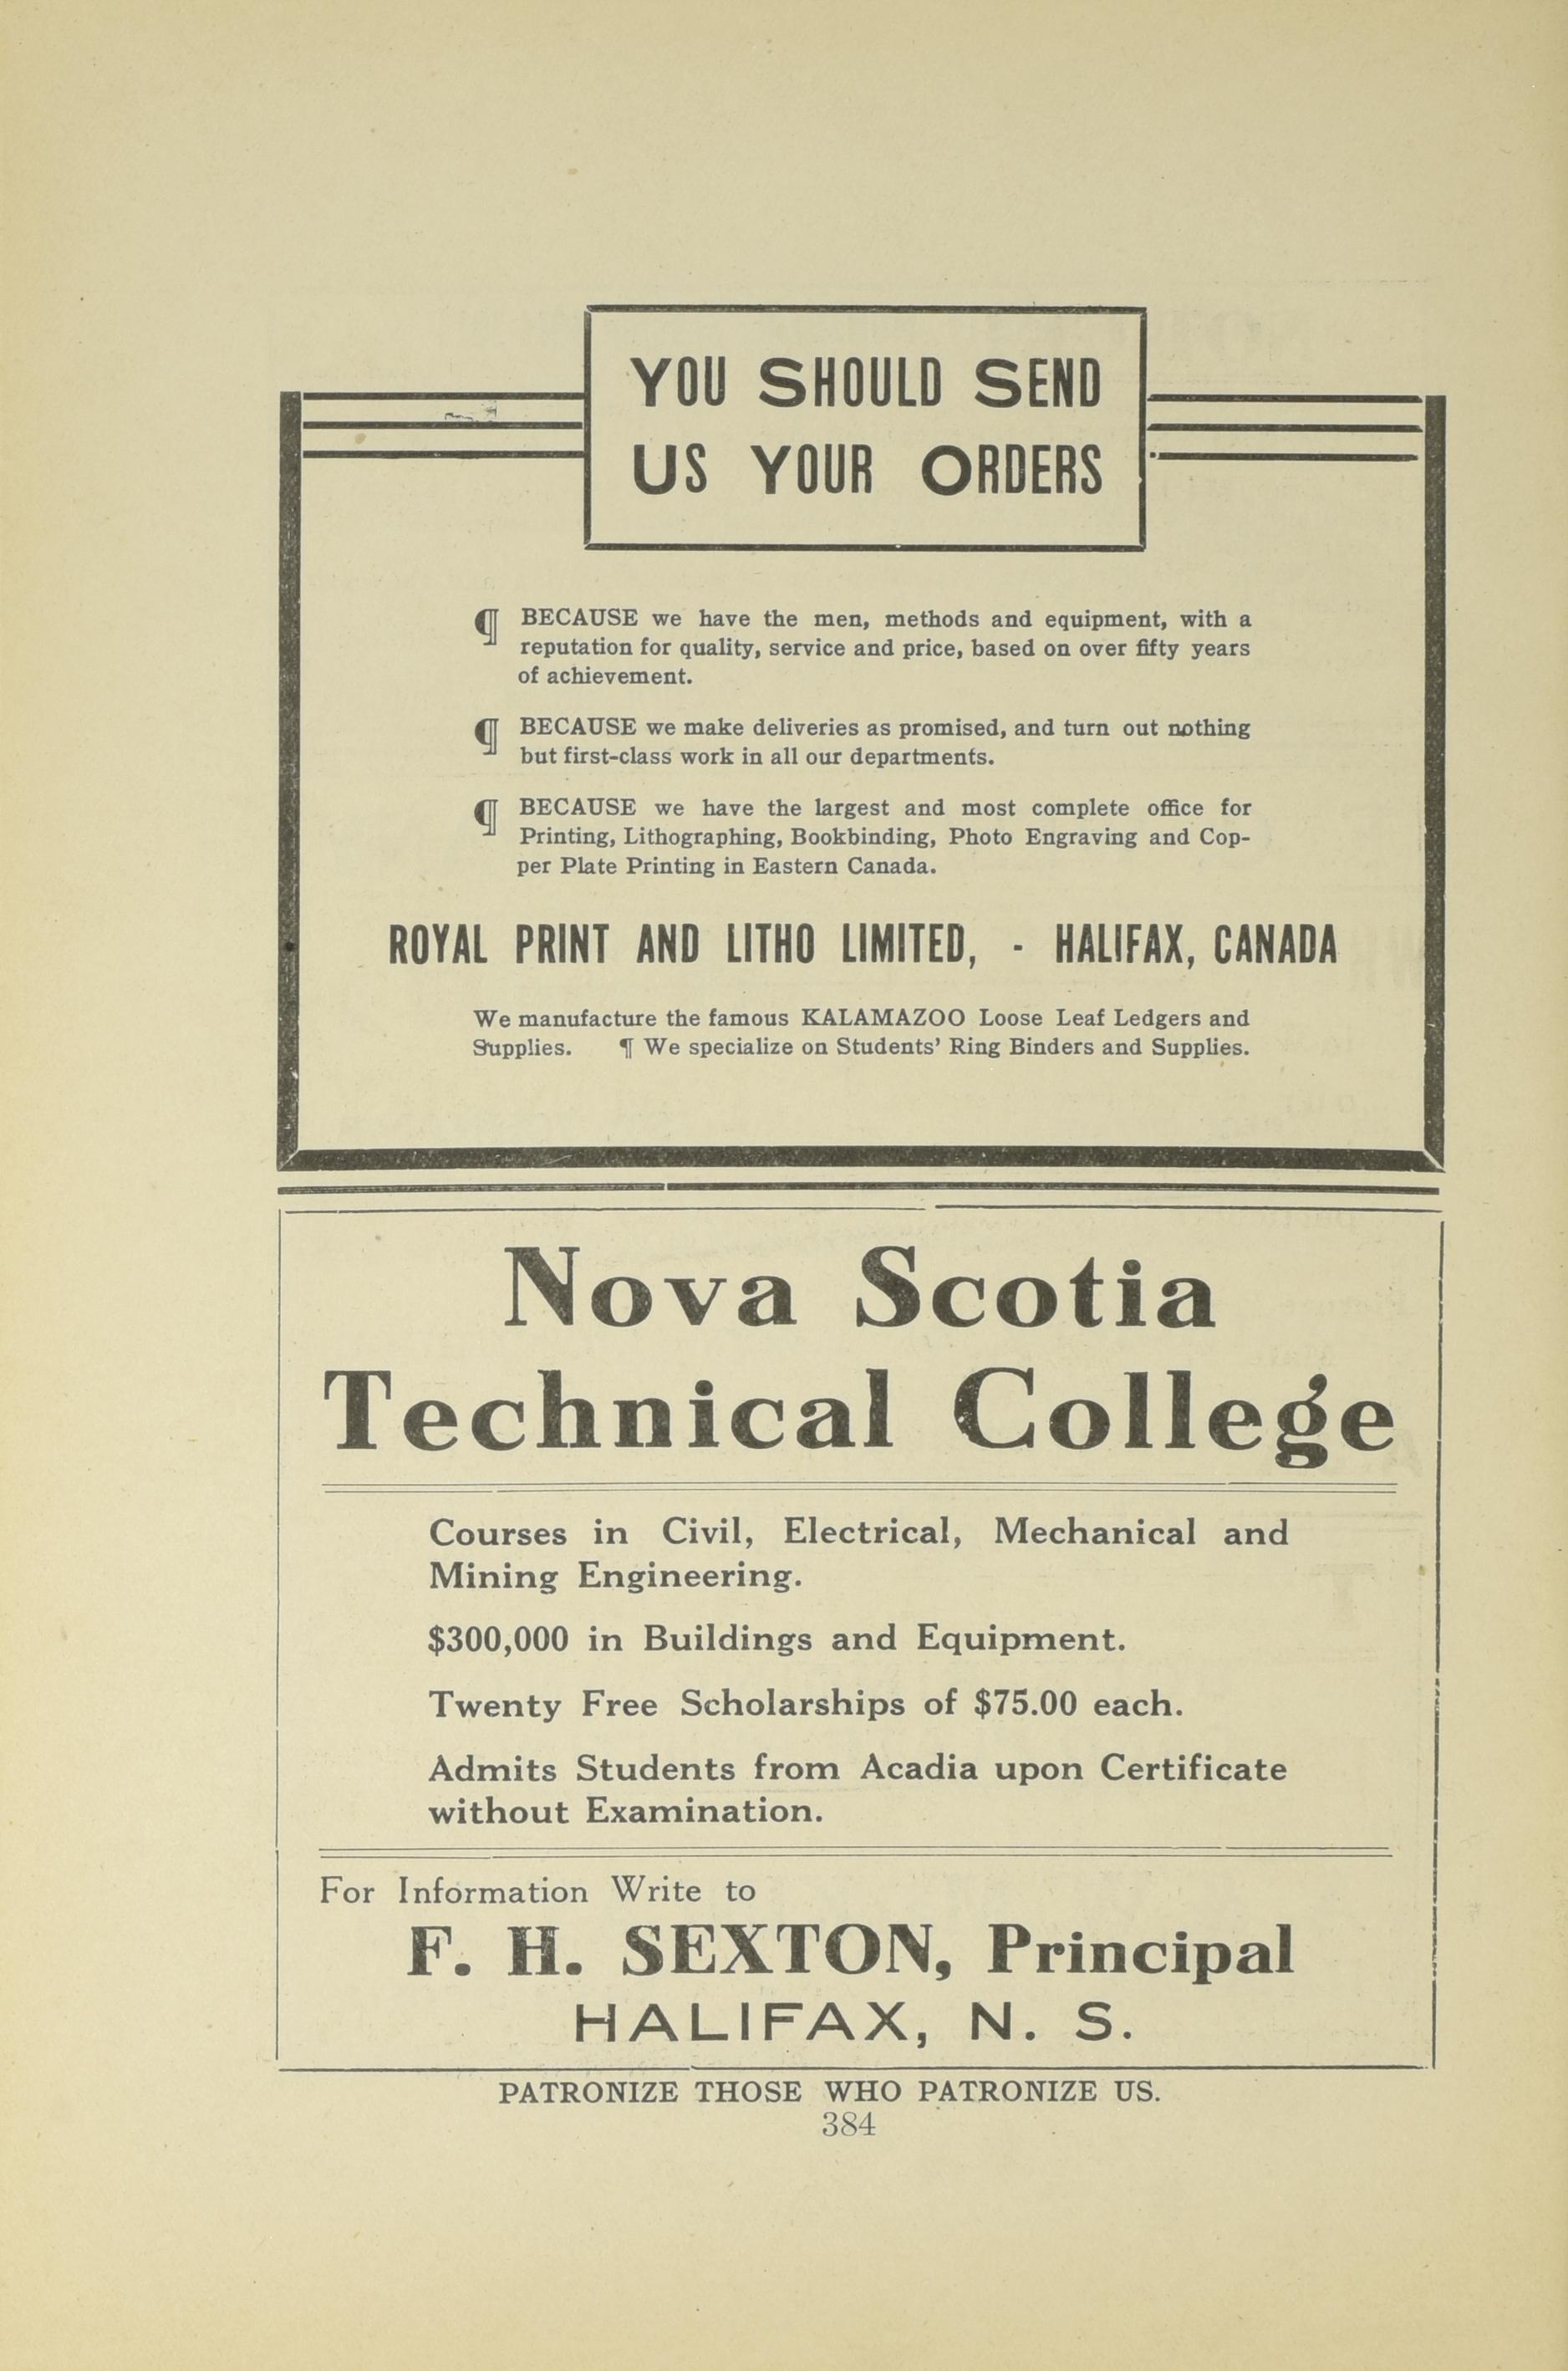 YOU SHOULD SEND
US YOUR ORDERS
¶ BECAUSE we have the men, methods and equipment, with a
reputation for quality, service and price, based on over fifty years
of achievement.
¶ BECAUSE we make deliveries as promised, and turn out nothing
but first-class work in all our departments.
¶ BECAUSE we have the largest and most complete office for
Printing, Lithographing, Bookbinding, Photo Engraving and Cop-
per Plate Printing in Eastern Canada.
ROYAL PRINT AND LITHO LIMITED, - HALIFAX, CANADA
We manufacture the famous KALAMAZOO Loose Leaf Ledgers and
Supplies. ¶ We specialize on Students' Ring Binders and Supplies.
Nova Scotia
Technical College
Courses in Civil, Electrical, Mechanical and
Mining Engineering.
$300,000 in Buildings and Equipment.
Twenty Free Scholarships of $75.00 each.
Admits Students from Acadia upon Certificate
without Examination.
For Information Write to
F. H. SEXTON, Principal
HALIFAX, N. S.
PATRONIZE THOSE WHO PATRONIZE US.
384